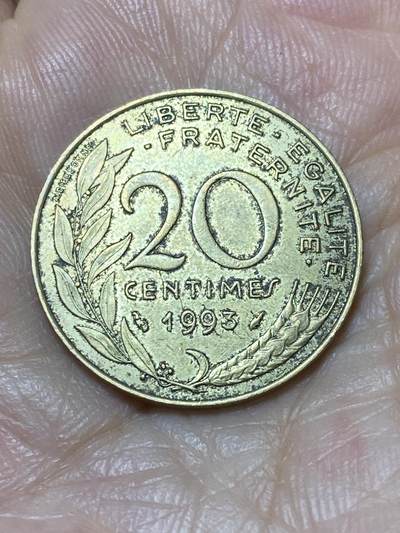 LIBERTE·EGALITE
·FRATERNITE·
20
CENTIMES
1993